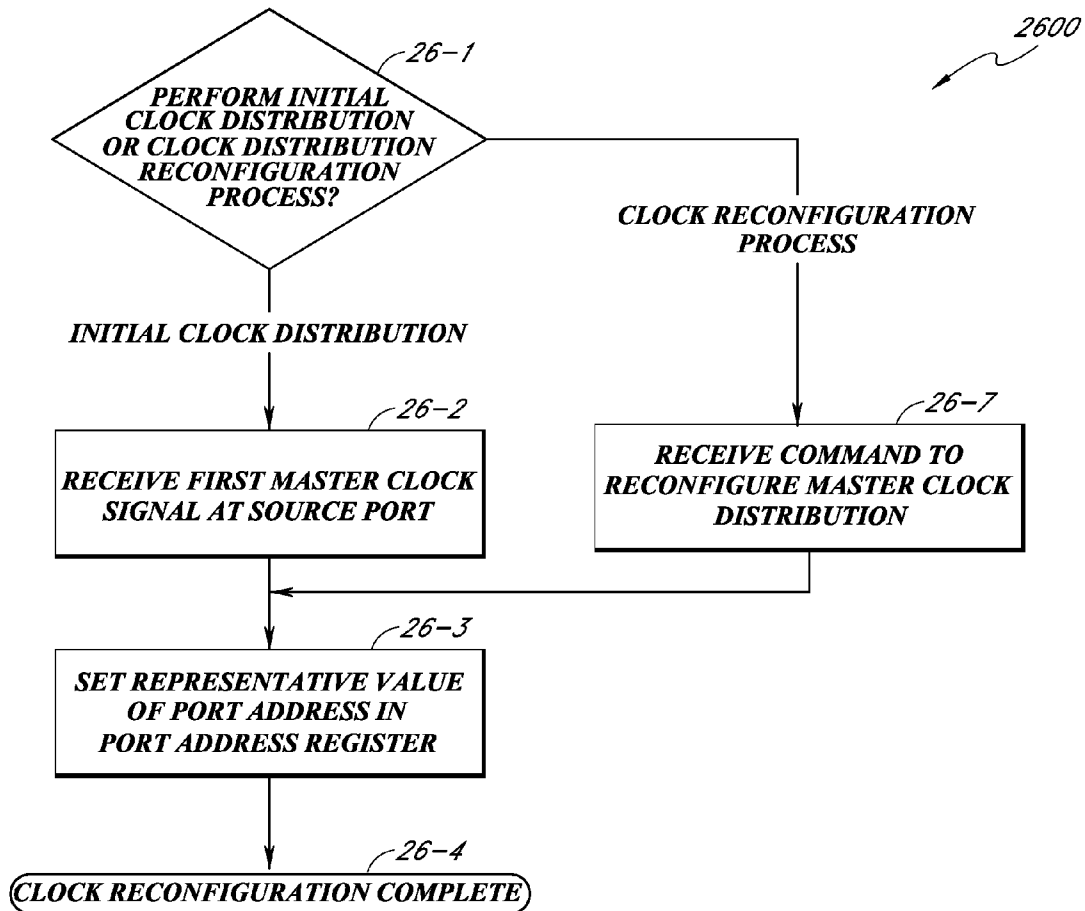 2600
26-1
PERFORM INITIAL
CLOCK DISTRIBUTION
OR CLOCK DISTRIBUTION
RECONFIGURATION
PROCESS?
CLOCK RECONFIGURATION
PROCESS
INITIAL CLOCK DISTRIBUTION
26-2
RECEIVE FIRST MASTER CLOCK
SIGNAL AT SOURCE PORT
26-7
RECEIVE COMMAND TO
RECONFIGURE MASTER CLOCK
DISTRIBUTION
26-3
SET REPRESENTATIVE VALUE
OF PORT ADDRESS IN
PORT ADDRESS REGISTER
26-4
CLOCK RECONFIGURATION COMPLETE